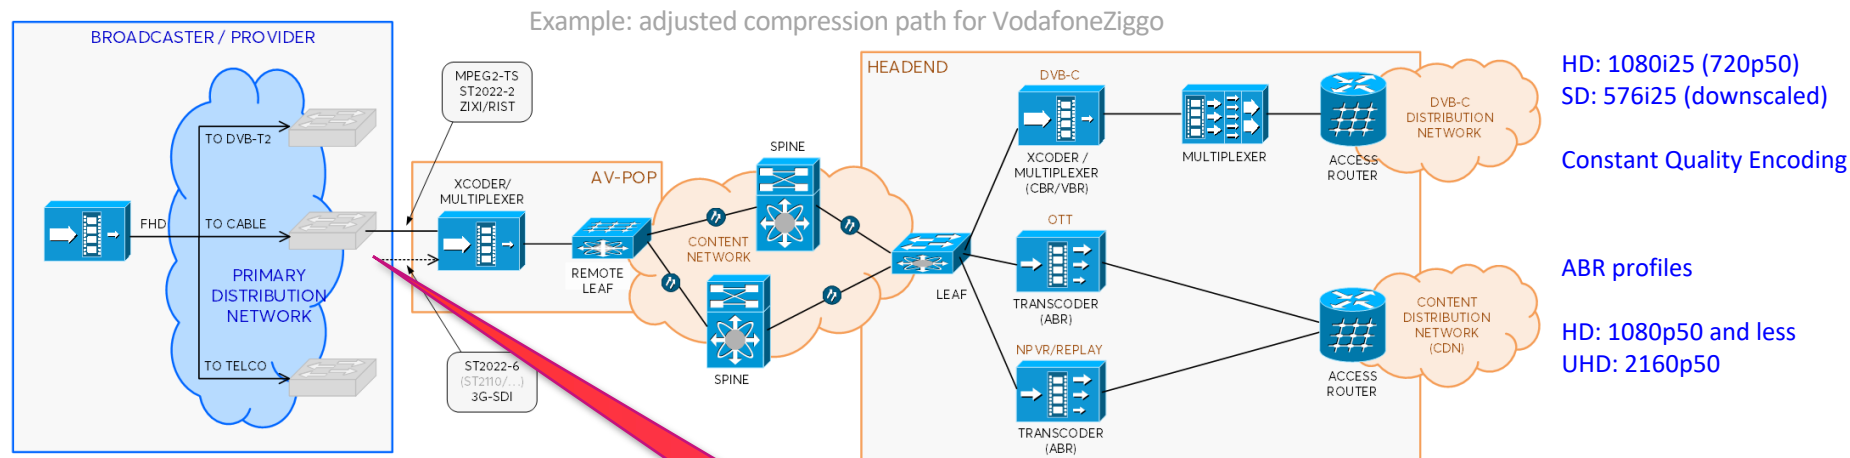 Example: adjusted compression path for VodafoneZiggo
BROADCASTER / PROVIDER
TO DVB-T2
FHD
TO CABLE
PRIMARY
DISTRIBUTION
NETWORK
TO TELCO
MPEG2-TS
ST2022-2
ZIXI/RIST
AV-POP
XCODER/
MULTIPLEXER
REMOTE
LEAF
ST2022-6
(ST2110/...)
3G-SDI
SPINE
CONTENT
NETWORK
SPINE
HEADEND
LEAF
DVB-C
XCODER /
MULTIPLEXER
(CBR/VBR)
MULTIPLEXER
ACCESS
ROUTER
DVB-C
DISTRIBUTION
NETWORK
OTT
TRANSCODER
(ABR)
NPVR/REPLAY
TRANSCODER
(ABR)
ACCESS
ROUTER
CONTENT
DISTRIBUTION
NETWORK
(CDN)
HD: 1080i25 (720p50)
SD: 576i25 (downscaled)
Constant Quality Encoding
ABR profiles
HD: 1080p50 and less
UHD: 2160p50